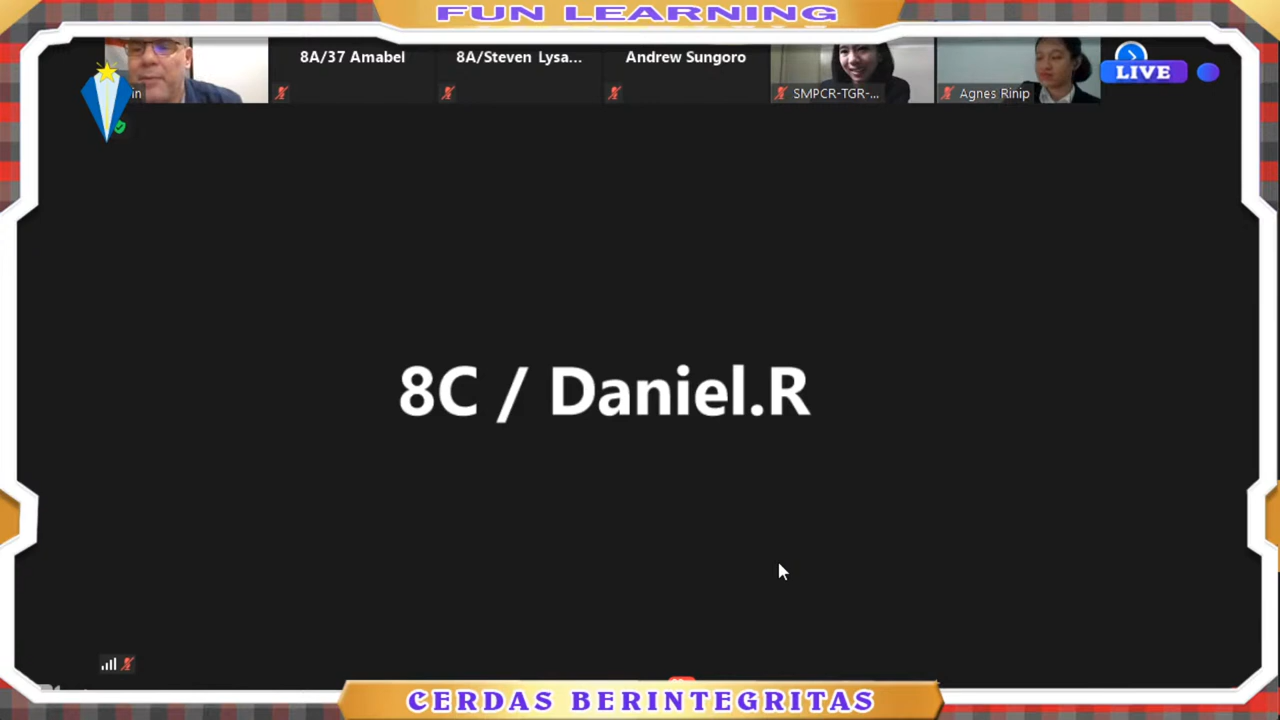 FUN LEARNING
in
8A/37 Amabel
8A/Steven Lysa...
Andrew Sungoro
SMPCR-TGR-...
Agnes Rinip
LIVE
8C / Daniel.R
CERDAS BERINTEGRITAS